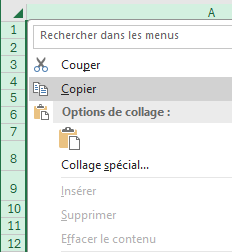 A
1
Rechercher dans les menus
2
3
Couper
4
Copier
5
6
Options de collage :
7
8
Collage spécial...
9
Insérer
10
Supprimer
11
12
Effacer le contenu